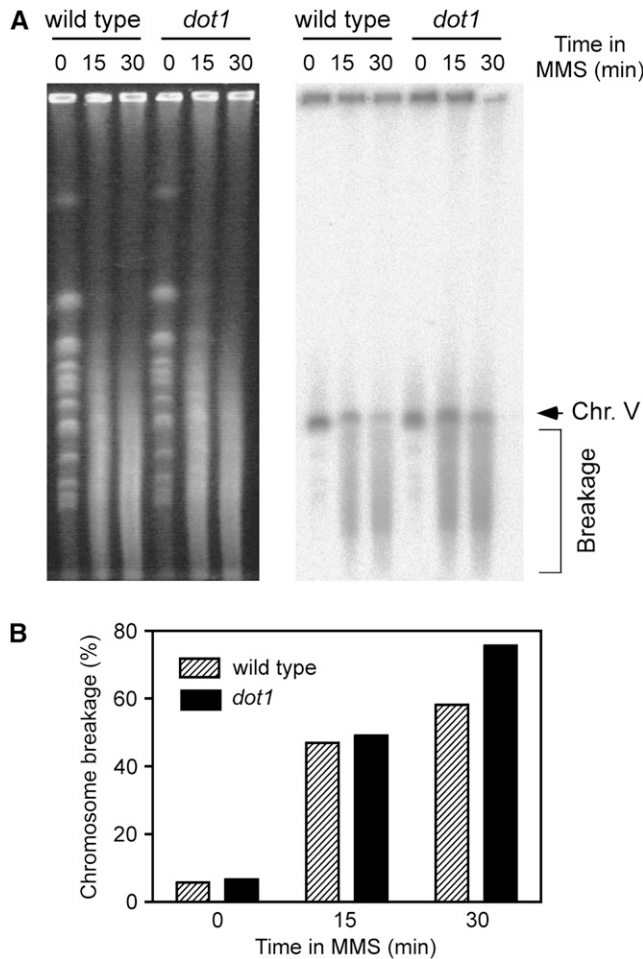 A
wild type dot1
0 15 30 0 15 30
wild type dot1
0 15 30 0 15 30
Time in
MMS (min)
Chr. V
Breakage
B
Chromosome breakage (%)
80
60
40
20
0
wild type
dot1
0 15 30
Time in MMS (min)